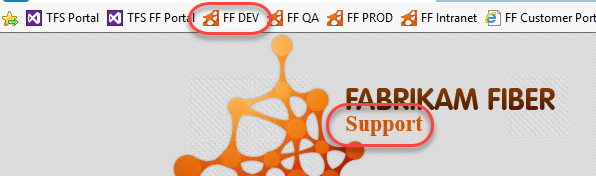 TFS Portal TFS FF Portal FF DEV FF QA FF PROD FF Intranet FF Customer Port
FABRIKAM FIBER
Support